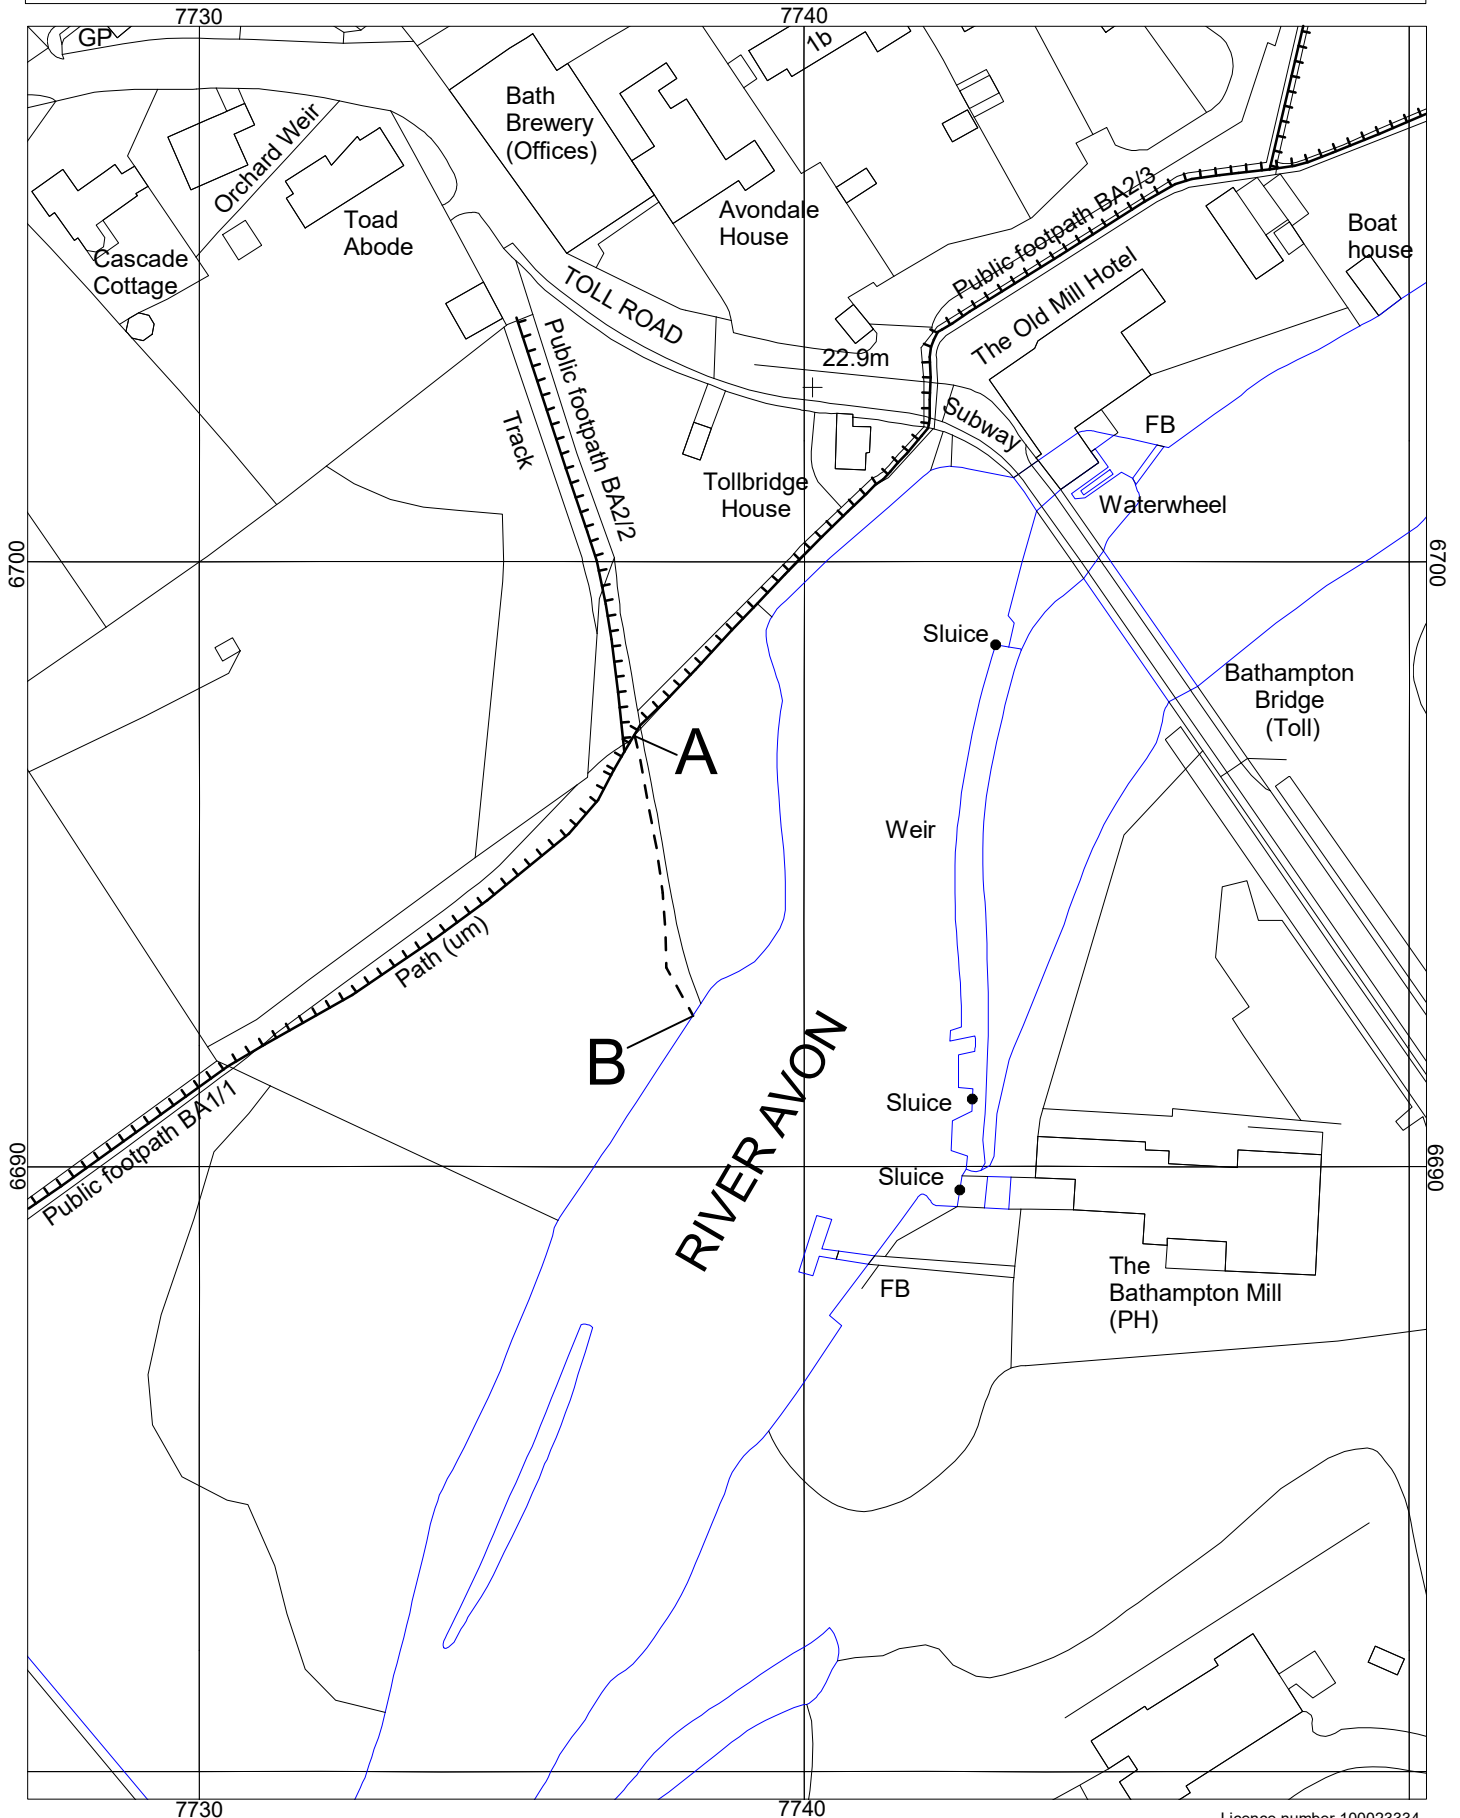 7730
7740
GP
1b
Bath
Brewery
(Offices)
Orchard Weir
Toad
Abode
Avondale
House
Public footpath BA2/3
Boat
house
Cascade
Cottage
TOLL ROAD
The Old Mill Hotel
22.9m
Public footpath BA2/2
Track
Subway
FB
Tollbridge
House
Waterwheel
6700
6700
Sluice
Bathampton
Bridge
(Toll)
A
Weir
Path (um)
B
RIVER AVON
Sluice
Public footpath BA1/1
6690
6690
Sluice
The
Bathampton Mill
(PH)
FB
7730
7740
Licence number 100023334